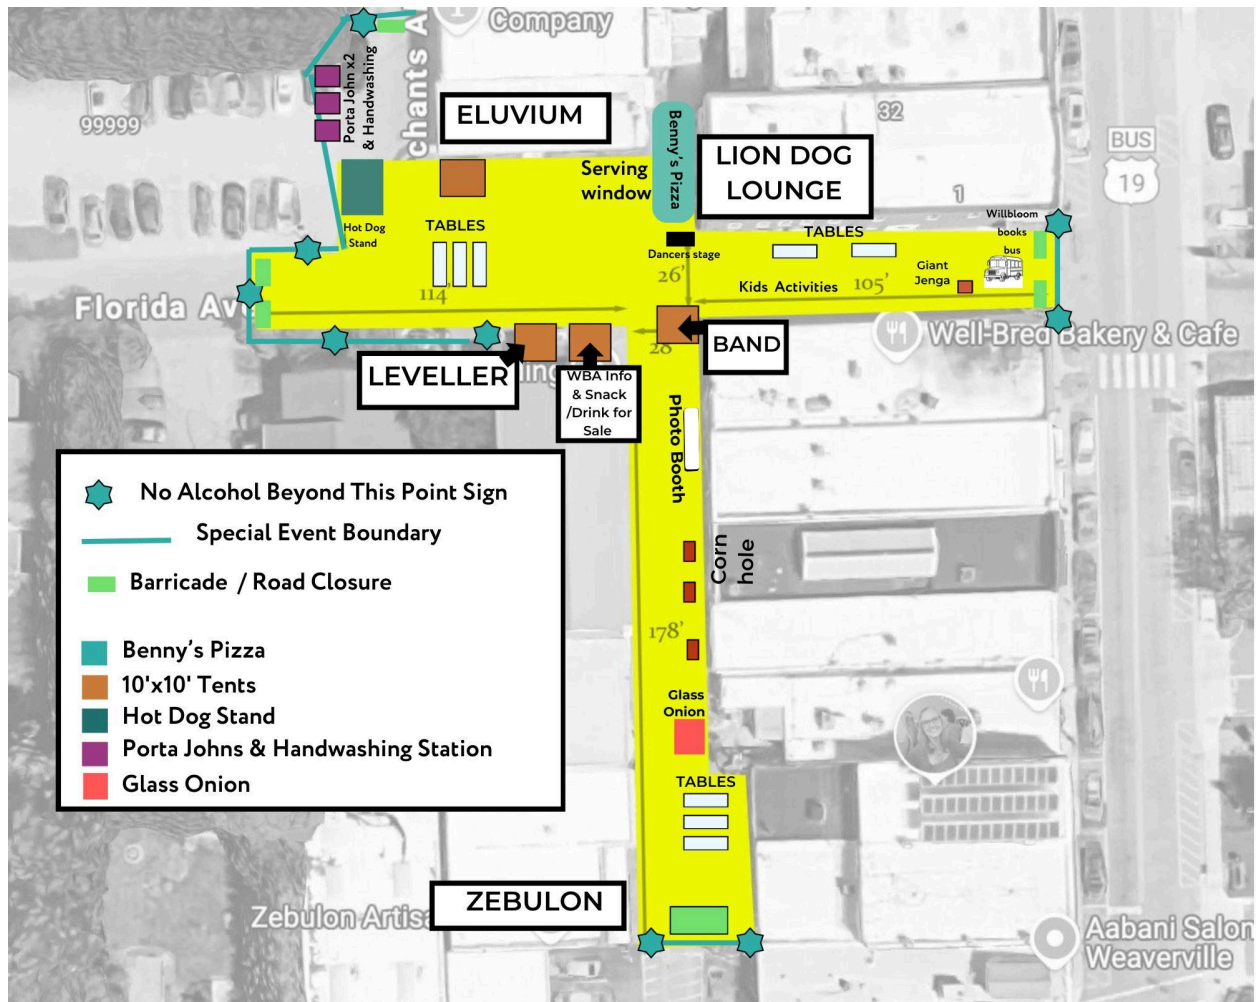 Company
chants A
Porta John x2
& Handwashing
99999
ELUVIUM
Benny's Pizza
Serving
window
LION DOG
LOUNGE
32
1
BUS
19
Hot Dog
Stand
TABLES
114'
Dancers stage
26'
TABLES
Kids Activities
105'
Giant
Jenga
Willbloom
books
bus
Florida Av
28'
BAND
Well-Bred Bakery & Cafe
LEVELLER
WBA Info
& Snack
/Drink for
Sale
Photo Booth
No Alcohol Beyond This Point Sign
Special Event Boundary
Barricade / Road Closure
Benny's Pizza
10'x10' Tents
Hot Dog Stand
Porta Johns & Handwashing Station
Glass Onion
Corn
hole
178'
Glass
Onion
TABLES
ZEBULON
Zebulon Artisa
Aabani Salon
Weaverville